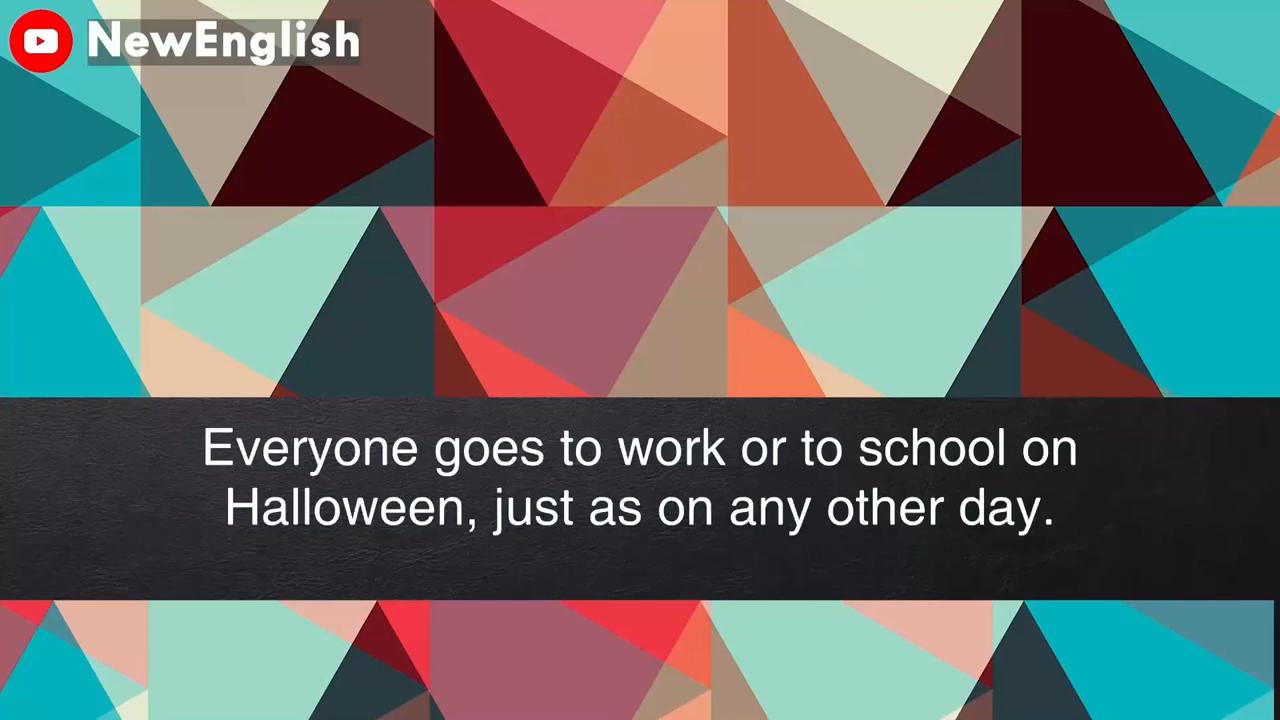 NewEnglish
Everyone goes to work or to school on
Halloween, just as on any other day.